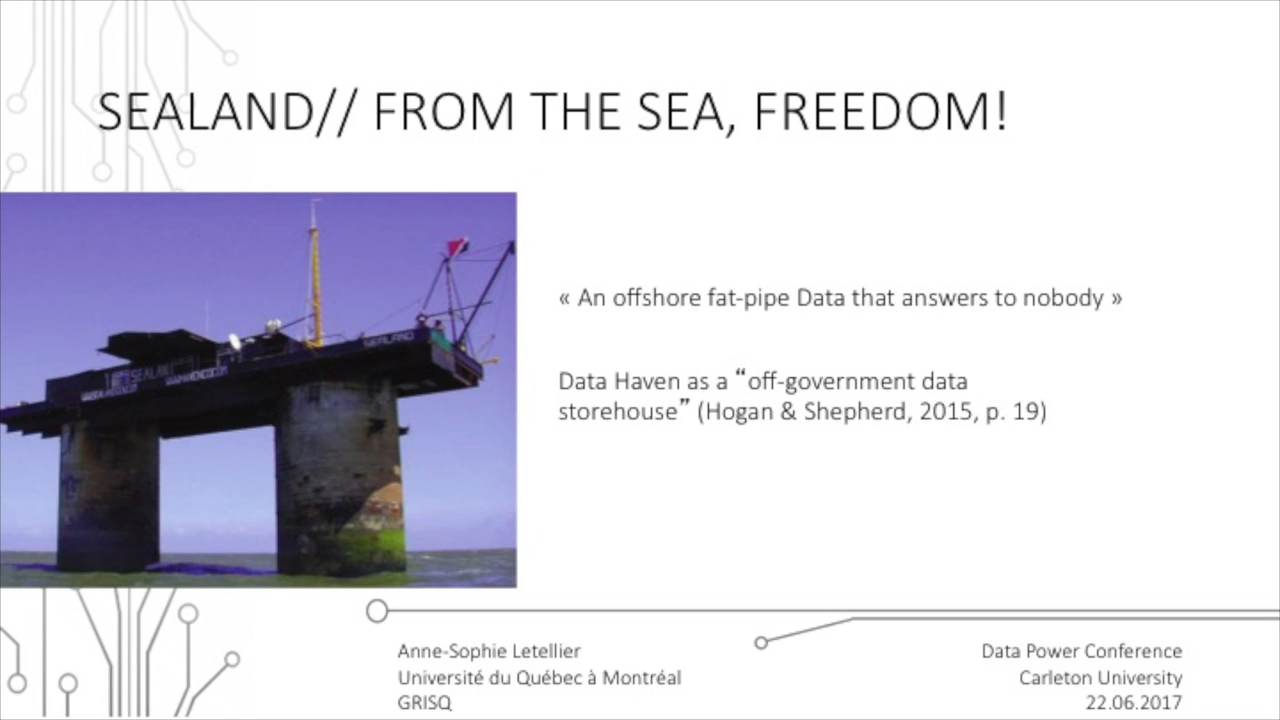 SEALAND// FROM THE SEA, FREEDOM!
« An offshore fat-pipe Data that answers to nobody »
Data Haven as a “off-government data
storehouse” (Hogan & Shepherd, 2015, p. 19)
SEALAND
SEALAND
Anne-Sophie Letellier
Université du Québec à Montréal
GRISQ
Data Power Conference
Carleton University
22.06.2017